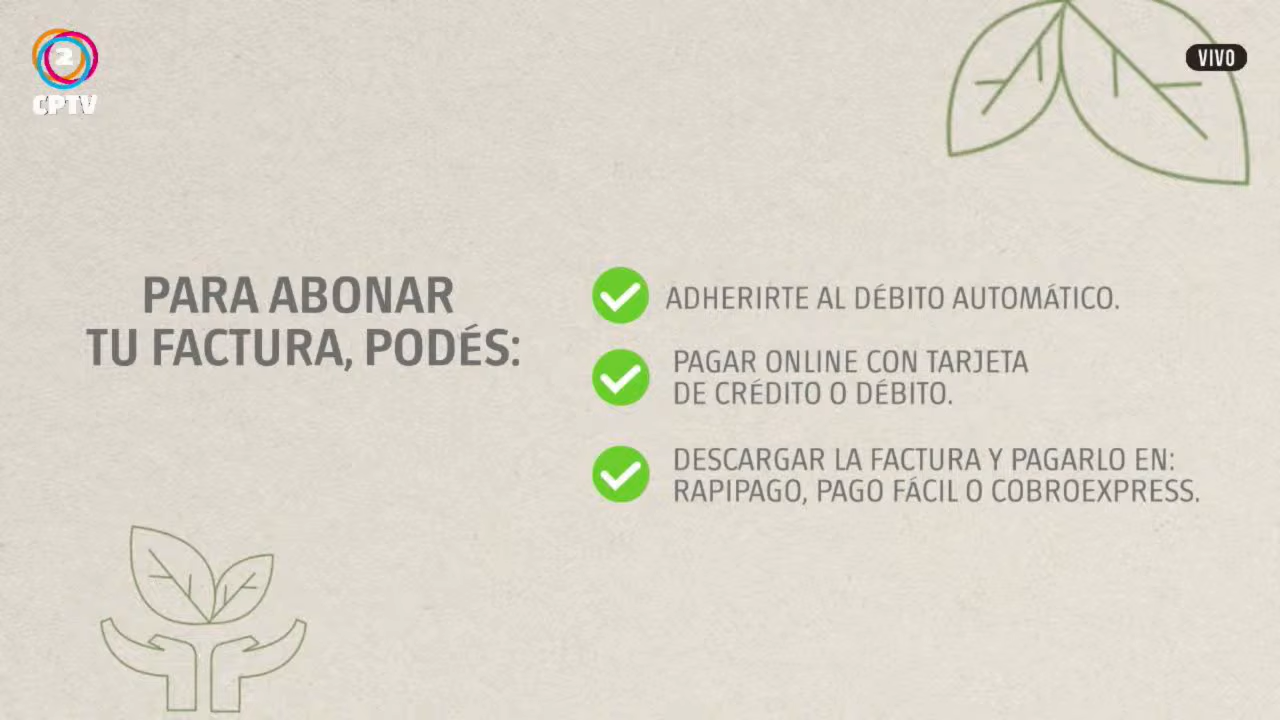 2
CPTV
VIVO
PARA ABONAR
TU FACTURA, PODÉS:
ADHERIRTE AL DÉBITO AUTOMÁTICO.
PAGAR ONLINE CON TARJETA
DE CRÉDITO O DÉBITO.
DESCARGAR LA FACTURA Y PAGARLO EN:
RAPIPAGO, PAGO FÁCIL O COBROEXPRESS.